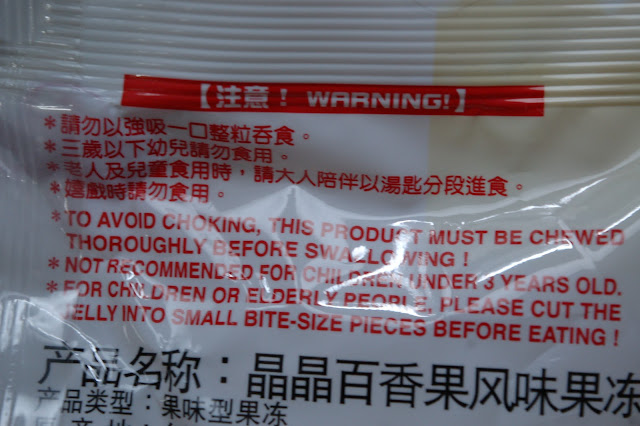 【注意！ WARNING!】
＊請勿以強吸一口整粒吞食。
＊三歲以下幼兒請勿食用。
＊老人及兒童食用時，請大人陪伴以湯匙分段進食。
＊嬉戲時請勿食用。
＊TO AVOID CHOKING, THIS PRODUCT MUST BE CHEWED
THOROUGHLY BEFORE SWALLOWING !
＊NOT RECOMMENDED FOR CHILDREN UNDER 3 YEARS OLD.
＊FOR CHILDREN OR ELDERLY PEOPLE, PLEASE CUT THE
JELLY INTO SMALL BITE-SIZE PIECES BEFORE EATING !
产品名称：晶晶百香果风味果冻
产品类型：果味型果冻